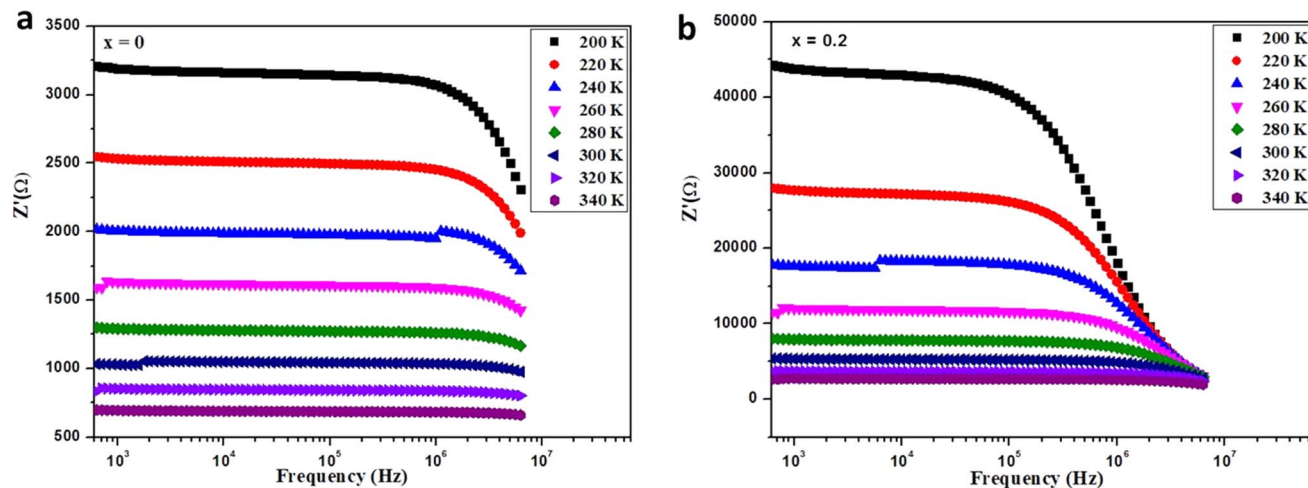 a
x = 0
3500
3000
2500
2000
1500
1000
500
Z'(Ω)
200 K
220 K
240 K
260 K
280 K
300 K
320 K
340 K
10³
10⁴
10⁵
10⁶
10⁷
Frequency (Hz)
b
x = 0.2
50000
40000
30000
20000
10000
0
Z'(Ω)
200 K
220 K
240 K
260 K
280 K
300 K
320 K
340 K
10³
10⁴
10⁵
10⁶
10⁷
Frequency (Hz)